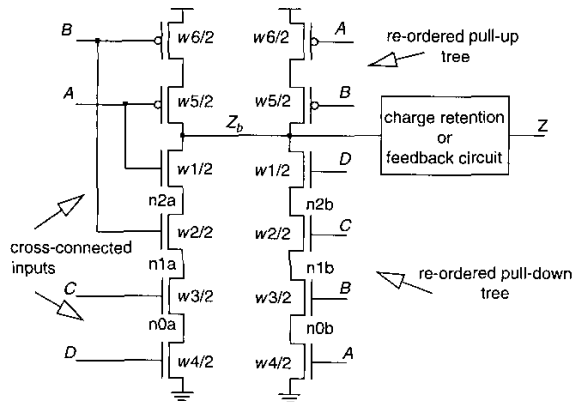 B
w6/2
w6/2
A
re-ordered pull-up
tree
A
w5/2
w5/2
B
Zb
charge retention
or
feedback circuit
Z
w1/2
w1/2
D
n2a
n2b
w2/2
w2/2
C
cross-connected
inputs
n1a
n1b
re-ordered pull-down
tree
C
w3/2
w3/2
B
n0a
n0b
D
w4/2
w4/2
A